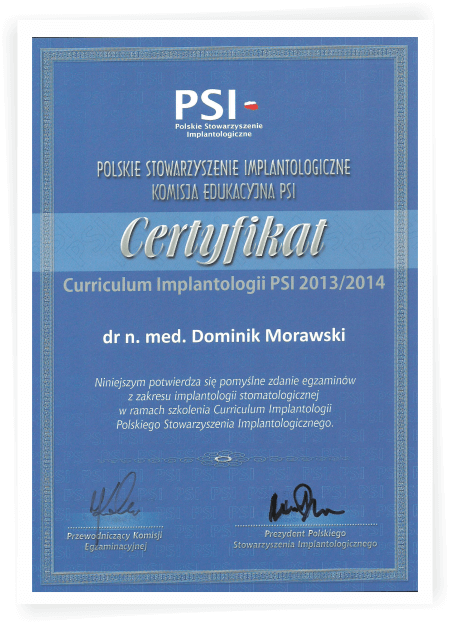 PSI
Polskie Stowarzyszenie
Implantologiczne
POLSKIE STOWARZYSZENIE IMPLANTOLOGICZNE
KOMISJA EDUKACYJNA PSI
Certyfikat
Curriculum Implantologii PSI 2013/2014
dr n. med. Dominik Morawski
Niniejszym potwierdza się pomyślne zdanie egzaminów
z zakresu implantologii stomatologicznej
w ramach szkolenia Curriculum Implantologii
Polskiego Stowarzyszenia Implantologicznego.
Przewodniczący Komisji
Egzaminacyjnej
Prezydent Polskiego
Stowarzyszenia Implantologicznego